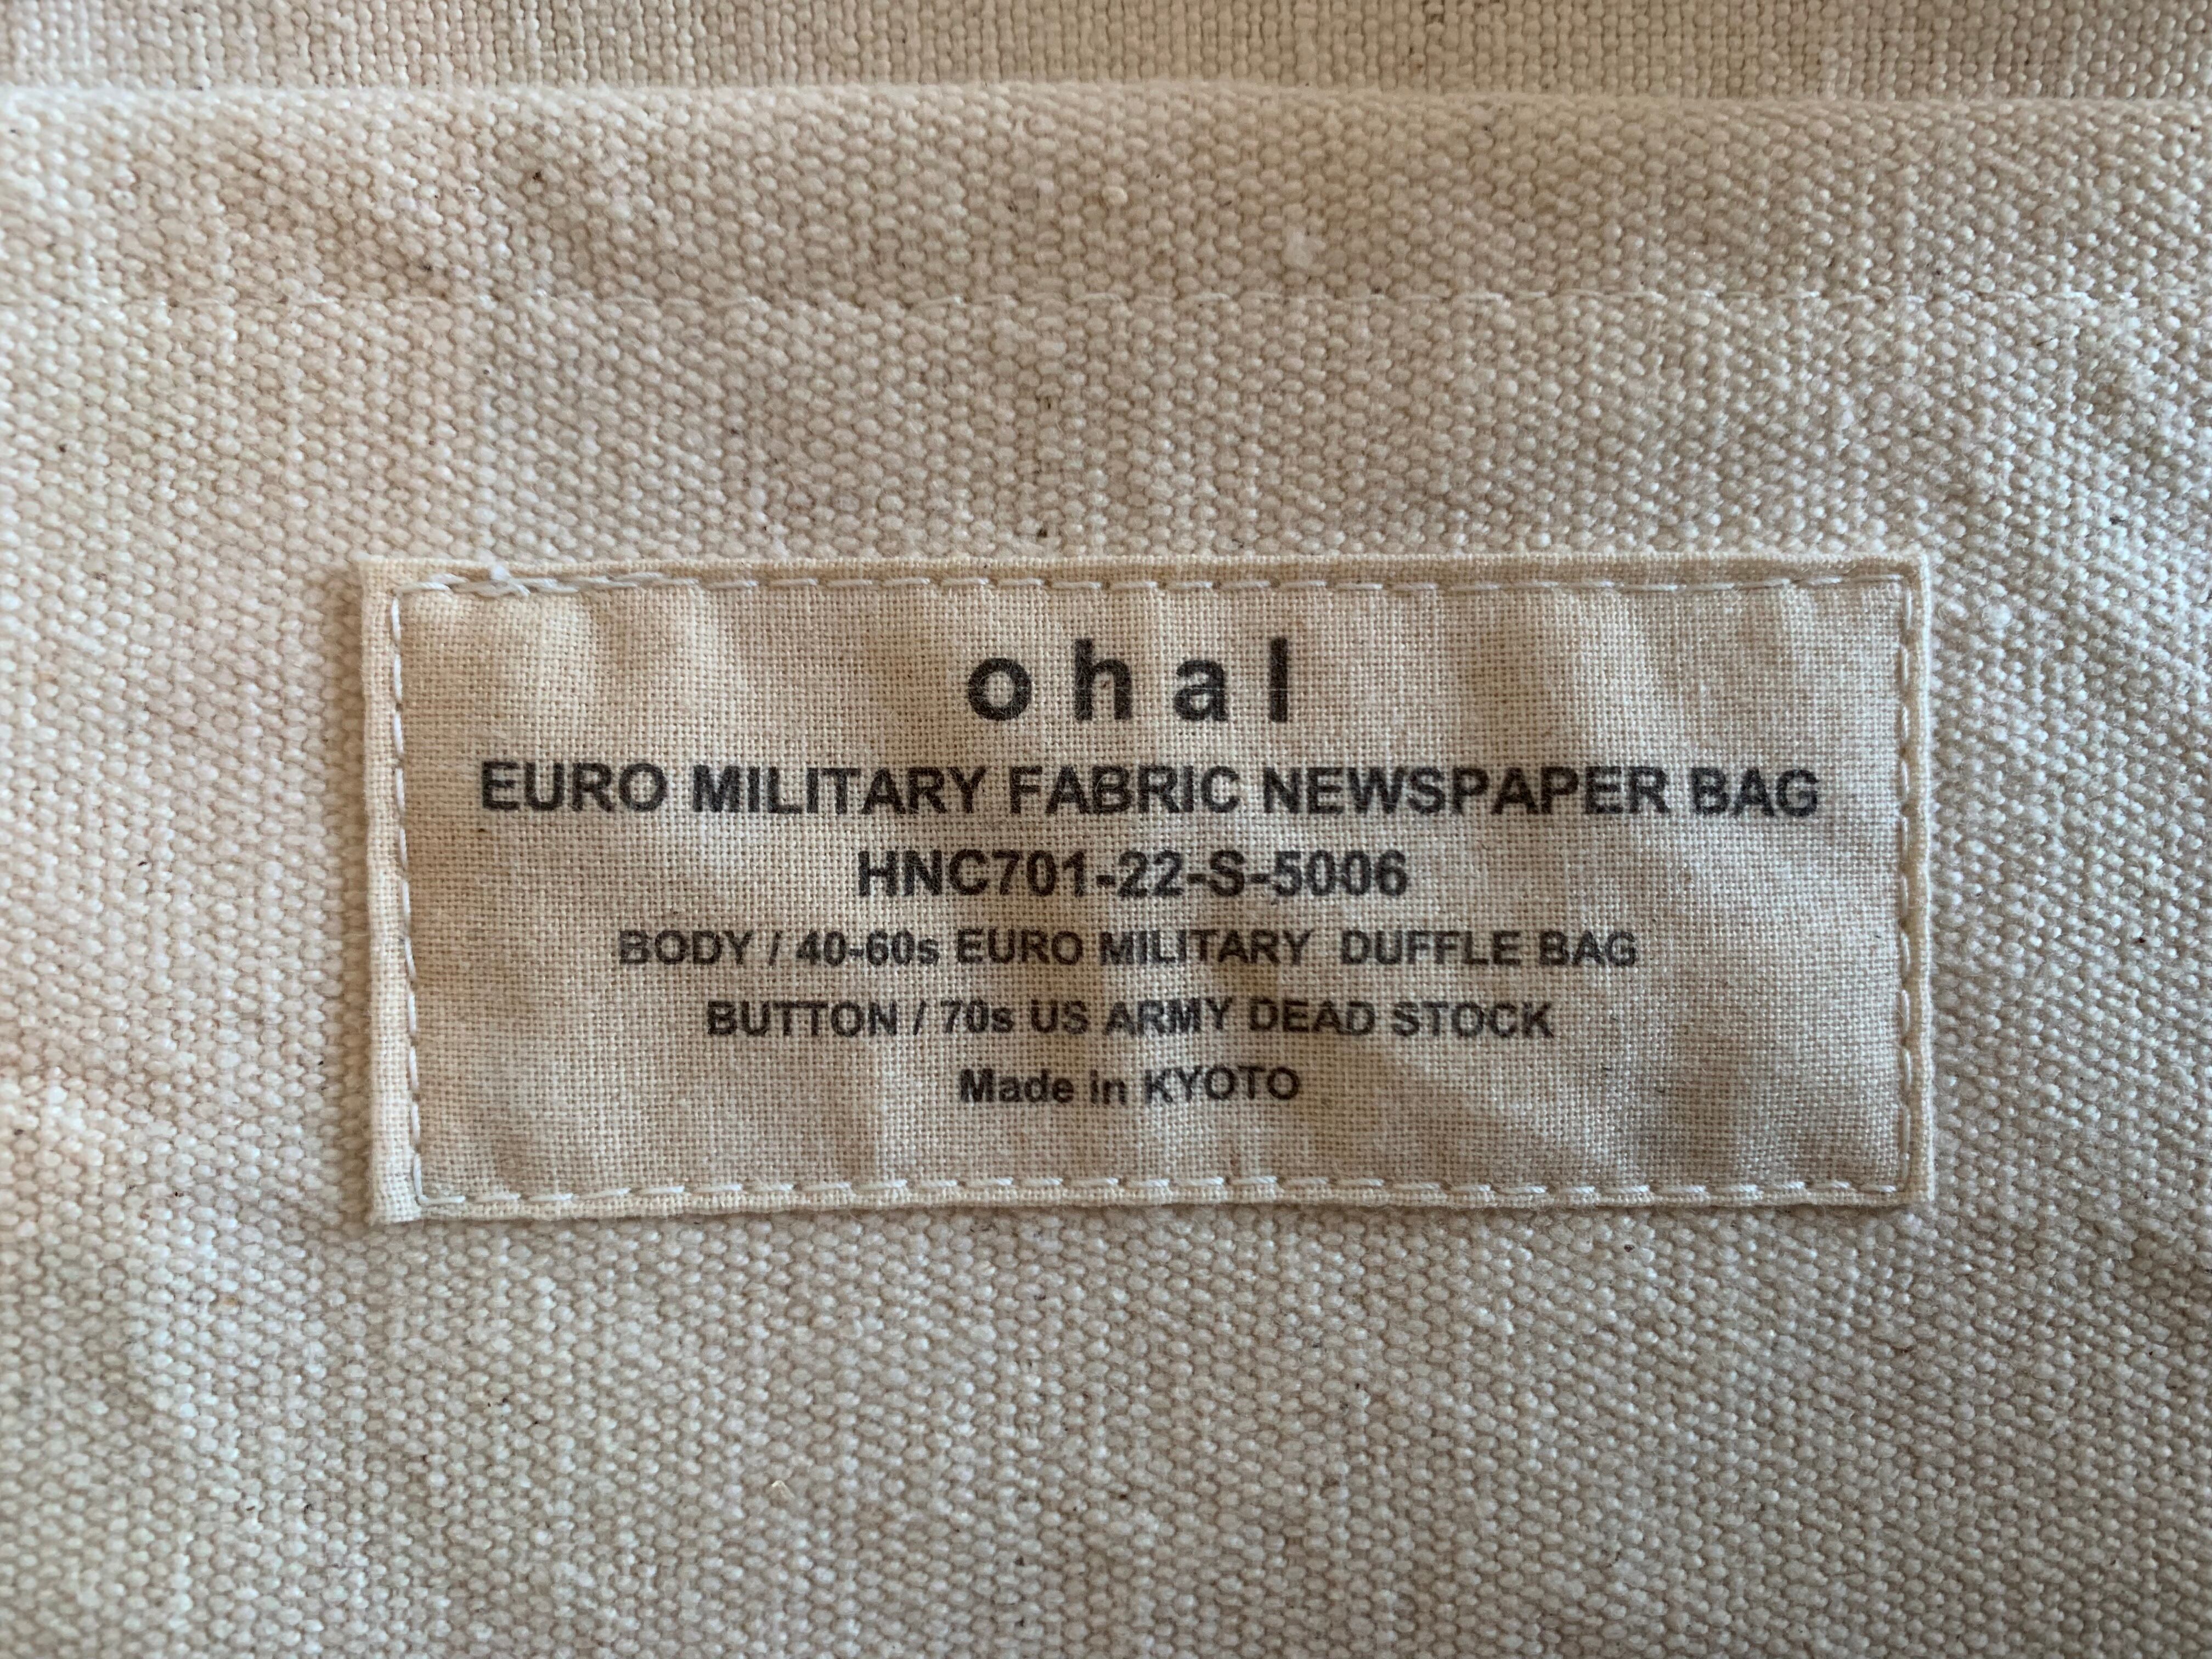 ohal
EURO MILITARY FABRIC NEWSPAPER BAG
HNC701-22-S-5006
BODY / 40-60s EURO MILITARY DUFFLE BAG
BUTTON / 70s US ARMY DEAD STOCK
Made in KYOTO